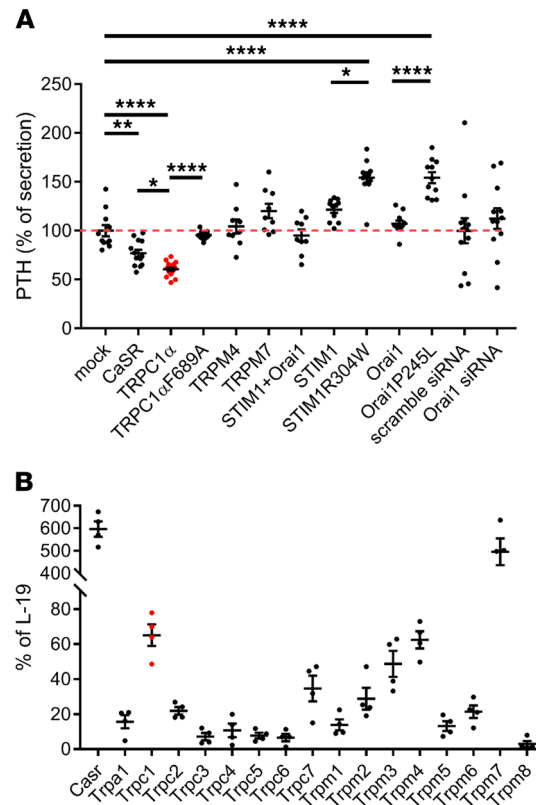 A
****
****
****
**
*
****
*
****
PTH (% of secretion)
250
200
150
100
50
0
mock
CaSR
TRPC1α
TRPC1αF689A
TRPM4
TRPM7
STIM1+Orai1
STIM1
STIM1R304W
Orai1
Orai1P245L
scramble siRNA
Orai1 siRNA
B
% of L-19
700
600
500
400
80
60
40
20
0
Casr
Trpa1
Trpc1
Trpc2
Trpc3
Trpc4
Trpc5
Trpc6
Trpc7
Trpm1
Trpm2
Trpm3
Trpm4
Trpm5
Trpm6
Trpm7
Trpm8